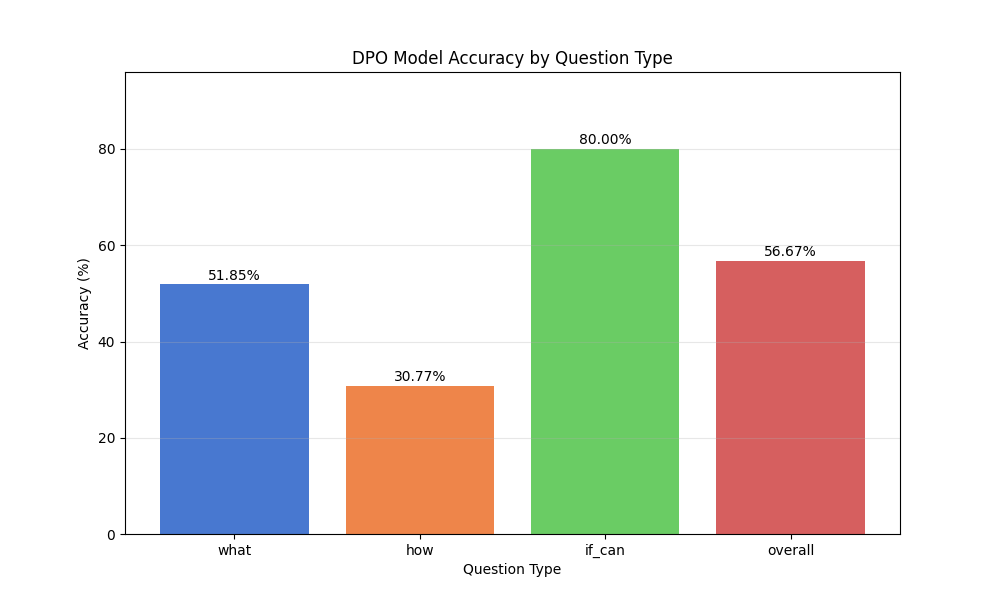 DPO Model Accuracy by Question Type
Accuracy (%)
80
60
40
20
0
51.85%
30.77%
80.00%
56.67%
what
how
if_can
overall
Question Type